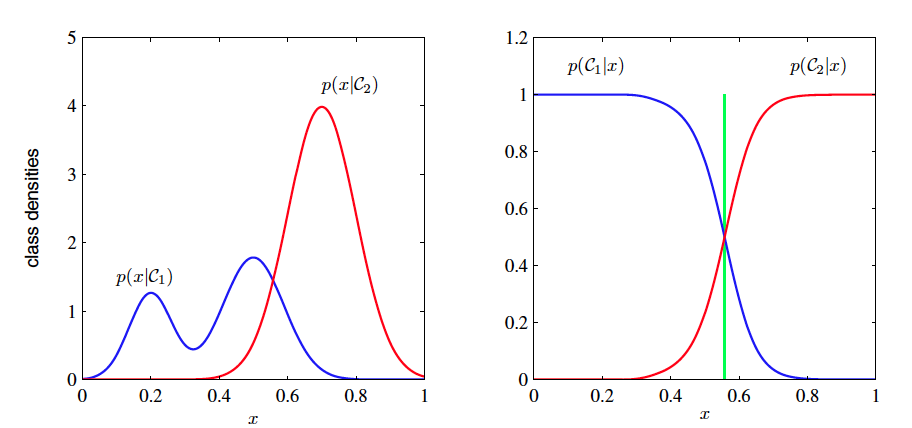 5
4
3
2
1
0
0 0.2 0.4 0.6 0.8 1
x
class densities
p(x|C₁)
p(x|C₂)
1.2
1
0.8
0.6
0.4
0.2
0
0 0.2 0.4 0.6 0.8 1
x
p(C₁|x)
p(C₂|x)